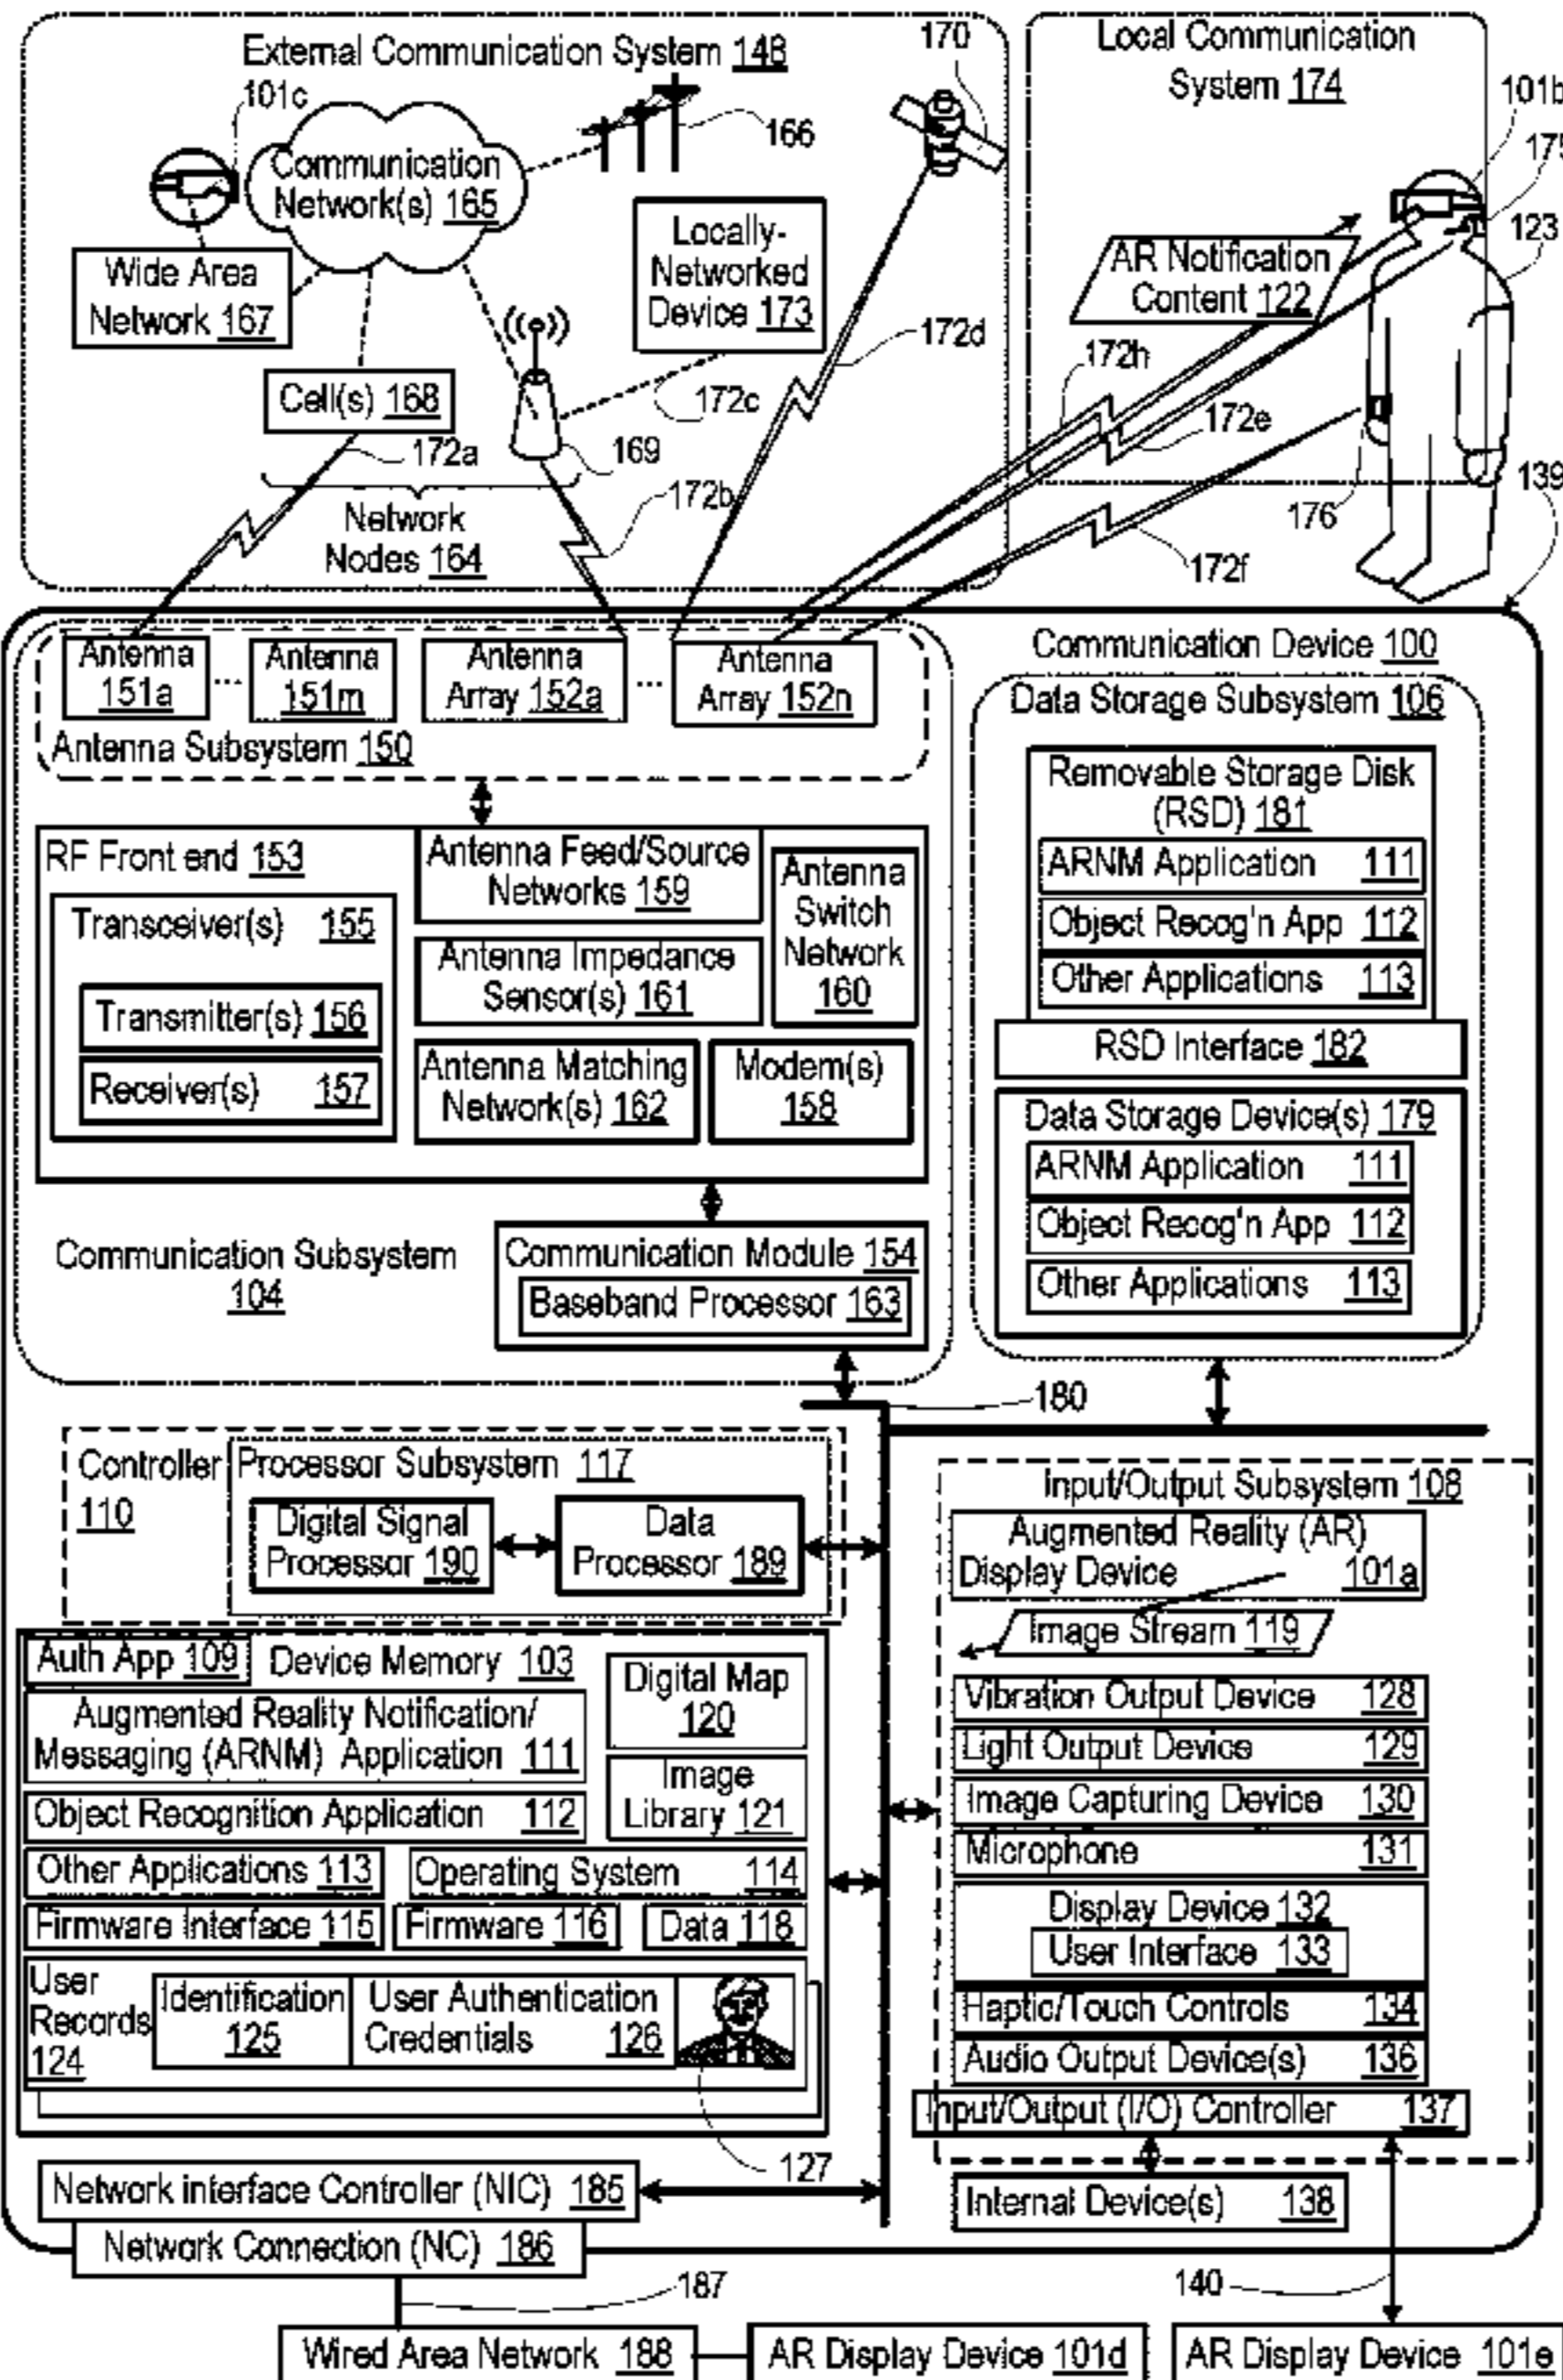 External Communication System 148
170
Local Communication
System 174
101c
166
101b
175
123
Communication
Network(s) 165
Locally-
Networked
Device 173
Wide Area
Network 167
AR Notification
Content 122
172d
172h
Cell(s) 168
172c
172e
172a
169
139
172b
176
Network
Nodes 164
172f
Antenna
151a
...
Antenna
151m
Antenna
Array 152a
...
Antenna
Array 152n
Antenna Subsystem 150
Communication Device 100
Data Storage Subsystem 106
Removable Storage Disk
(RSD) 181
ARNM Application 111
Object Recog'n App 112
Other Applications 113
RSD Interface 182
Data Storage Device(s) 179
ARNM Application 111
Object Recog'n App 112
Other Applications 113
RF Front end 153
Transceiver(s) 155
Transmitter(s) 156
Receiver(s) 157
Antenna Feed/Source
Networks 159
Antenna Impedance
Sensor(s) 161
Antenna
Switch
Network
160
Antenna Matching
Network(s) 162
Modem(s)
158
Communication Subsystem
104
Communication Module 154
Baseband Processor 163
180
Controller
110
Processor Subsystem 117
Digital Signal
Processor 190
Data
Processor 189
Input/Output Subsystem 108
Augmented Reality (AR)
Display Device 101a
Image Stream 119
Vibration Output Device 128
Light Output Device 129
Image Capturing Device 130
Microphone 131
Display Device 132
User Interface 133
Haptic/Touch Controls 134
Audio Output Device(s) 136
Input/Output (I/O) Controller 137
Auth App 109
Device Memory 103
Digital Map
120
Augmented Reality Notification/
Messaging (ARNM) Application 111
Image
Library 121
Object Recognition Application 112
Other Applications 113
Operating System 114
Firmware Interface 115
Firmware 116
Data 118
User
Records
124
Identification
125
User Authentication
Credentials 126
127
Network interface Controller (NIC) 185
Network Connection (NC) 186
Internal Device(s) 138
187
140
Wired Area Network 188
AR Display Device 101d
AR Display Device 101e